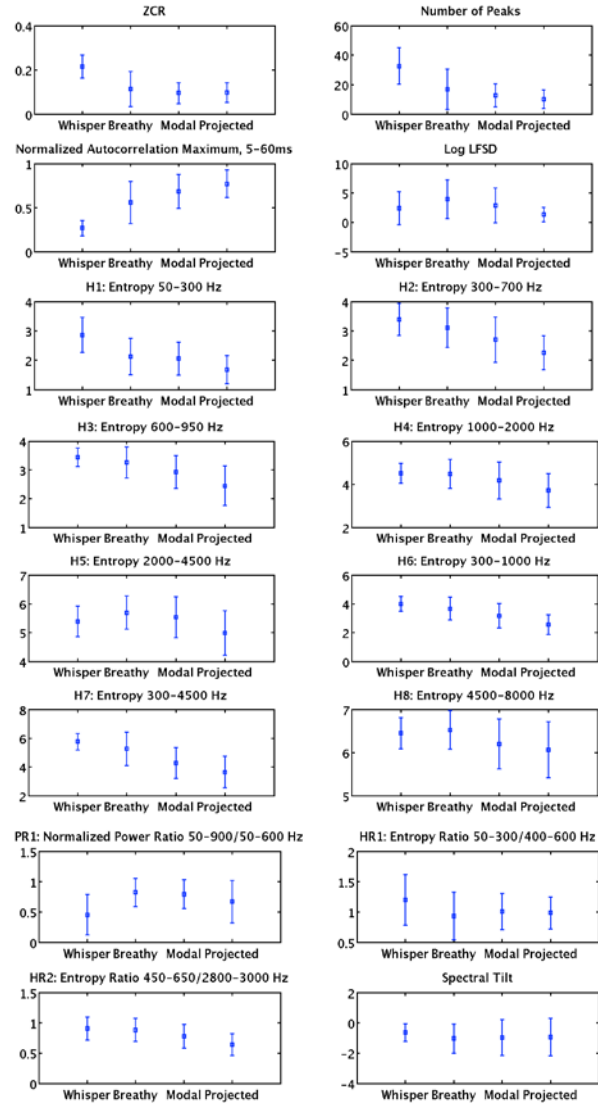 ZCR
0.4
0.2
0
Whisper Breathy Modal Projected
Number of Peaks
60
40
20
0
Whisper Breathy Modal Projected
Normalized Autocorrelation Maximum, 5-60ms
1
0.5
0
Whisper Breathy Modal Projected
Log LFSD
10
5
0
-5
Whisper Breathy Modal Projected
H1: Entropy 50-300 Hz
4
3
2
1
Whisper Breathy Modal Projected
H2: Entropy 300-700 Hz
4
3
2
1
Whisper Breathy Modal Projected
H3: Entropy 600-950 Hz
4
3
2
1
Whisper Breathy Modal Projected
H4: Entropy 1000-2000 Hz
6
4
2
Whisper Breathy Modal Projected
H5: Entropy 2000-4500 Hz
7
6
5
4
Whisper Breathy Modal Projected
H6: Entropy 300-1000 Hz
6
4
2
0
Whisper Breathy Modal Projected
H7: Entropy 300-4500 Hz
8
6
4
2
Whisper Breathy Modal Projected
H8: Entropy 4500-8000 Hz
7
6
5
Whisper Breathy Modal Projected
PR1: Normalized Power Ratio 50-900/50-600 Hz
1.5
1
0.5
0
Whisper Breathy Modal Projected
HR1: Entropy Ratio 50-300/400-600 Hz
2
1.5
1
0.5
Whisper Breathy Modal Projected
HR2: Entropy Ratio 450-650/2800-3000 Hz
1.5
1
0.5
0
Whisper Breathy Modal Projected
Spectral Tilt
2
0
-2
-4
Whisper Breathy Modal Projected